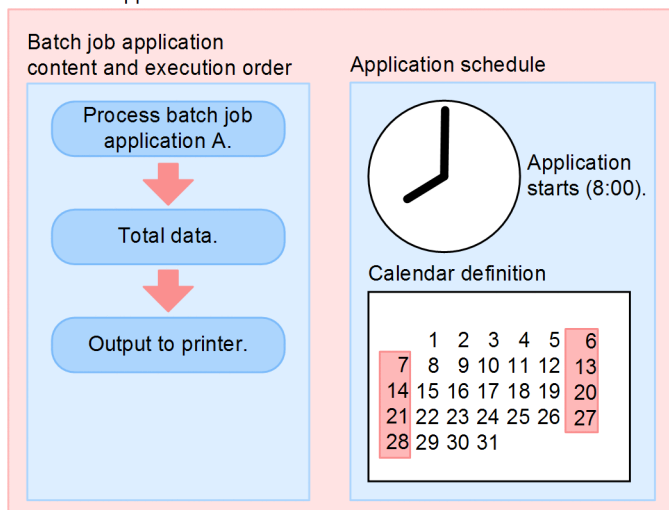 Batch job application
content and execution order
Process batch job
application A.
Total data.
Output to printer.
Application schedule
Application
starts (8:00).
Calendar definition
1 2 3 4 5 6
7 8 9 10 11 12 13
14 15 16 17 18 19 20
21 22 23 24 25 26 27
28 29 30 31